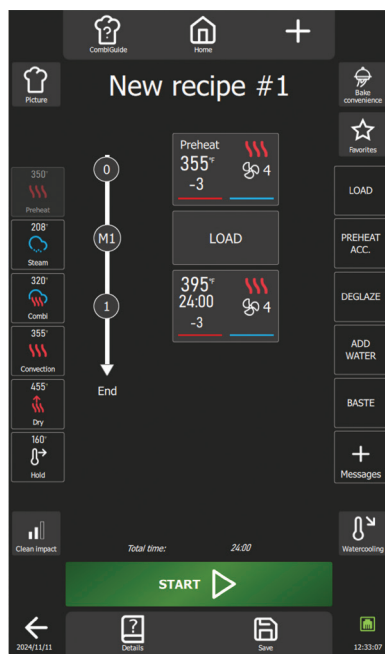 CombiGuide
Home
Picture
New recipe #1
Bake
convenience
Favorites
350°
Preheat
208°
Steam
320°
Combi
355°
Convection
455°
Dry
160°
Hold
0
M1
1
End
Preheat
355°F
4
-3
LOAD
395°F
24:00
4
-3
LOAD
PREHEAT
ACC.
DEGLAZE
ADD
WATER
BASTE
Messages
Clean impact
Total time: 24:00
Watercooling
START
2024/11/11
Details
Save
12:33:07